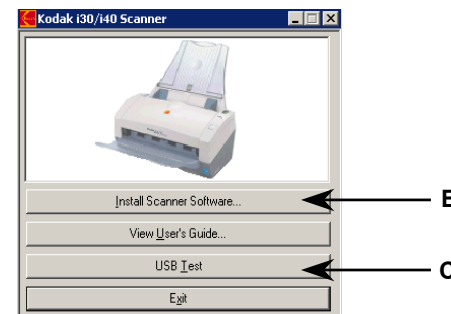 Kodak i30/i40 Scanner
Install Scanner Software...
View User's Guide...
USB Test
Exit